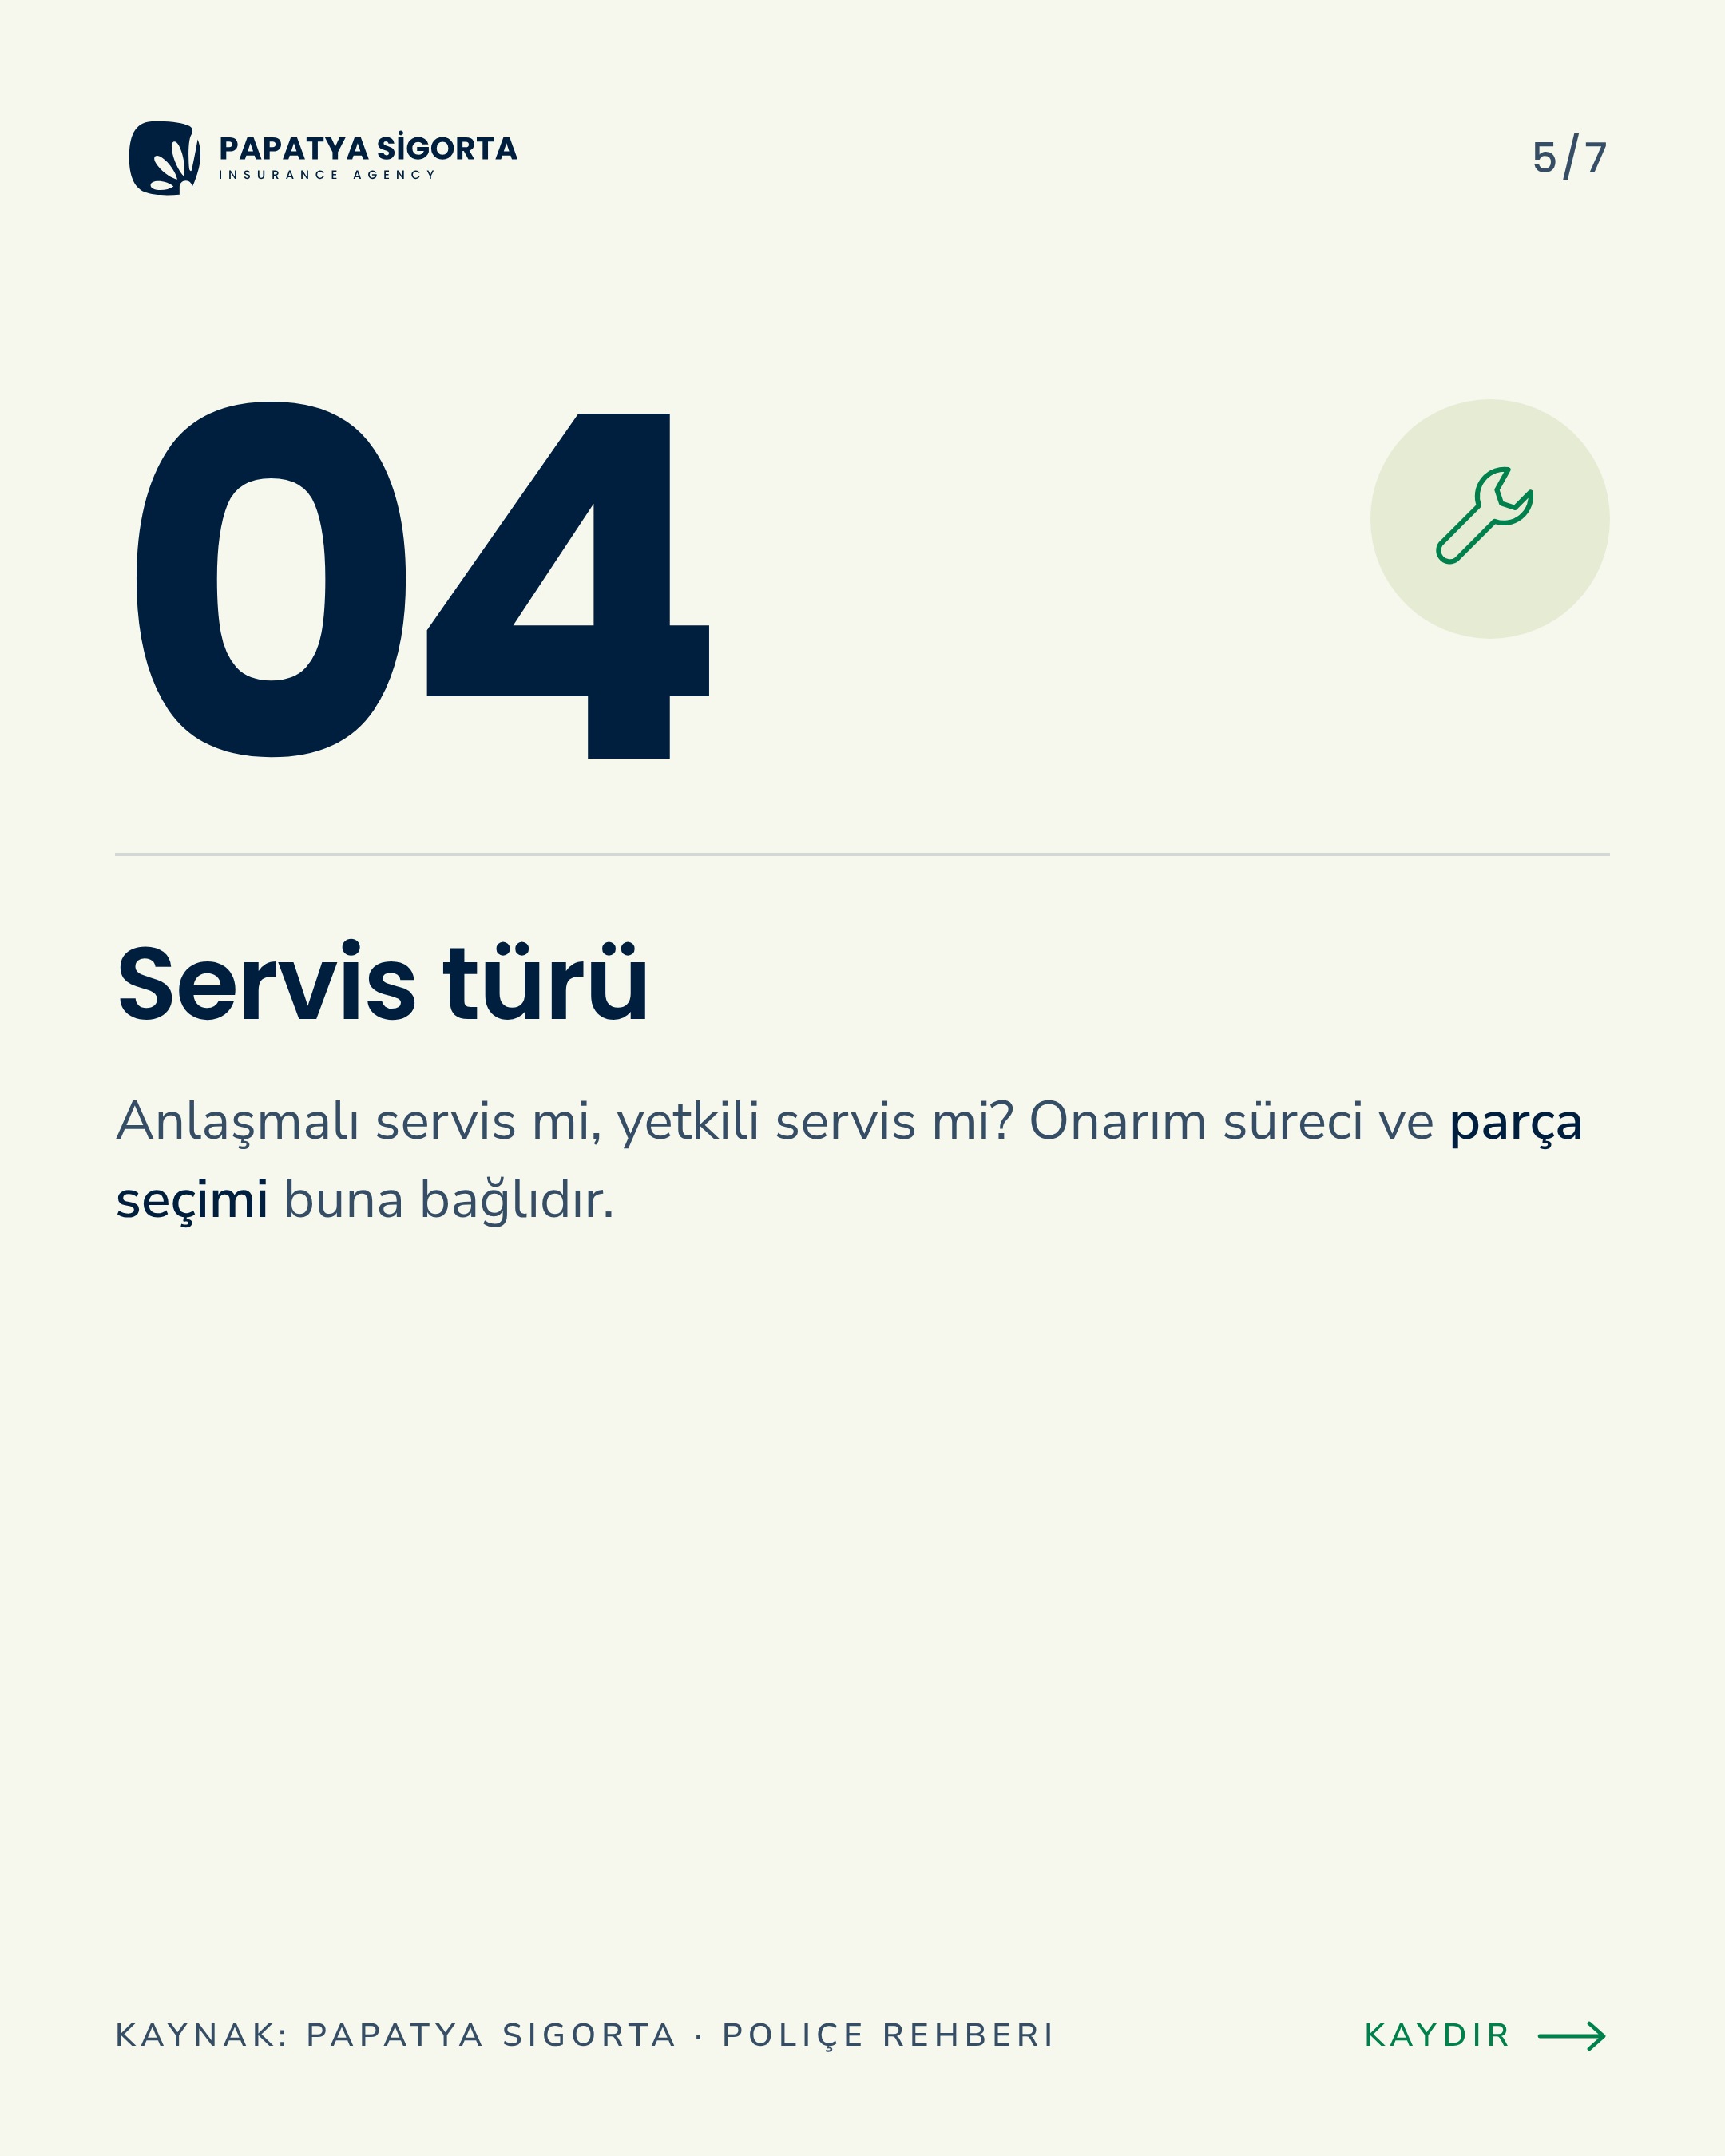 PAPATYA SİGORTA
INSURANCE AGENCY
5/7
04
Servis türü
Anlaşmalı servis mi, yetkili servis mi? Onarım süreci ve parça
seçimi buna bağlıdır.
KAYNAK: PAPATYA SIGORTA · POLIÇE REHBERI
KAYDIR